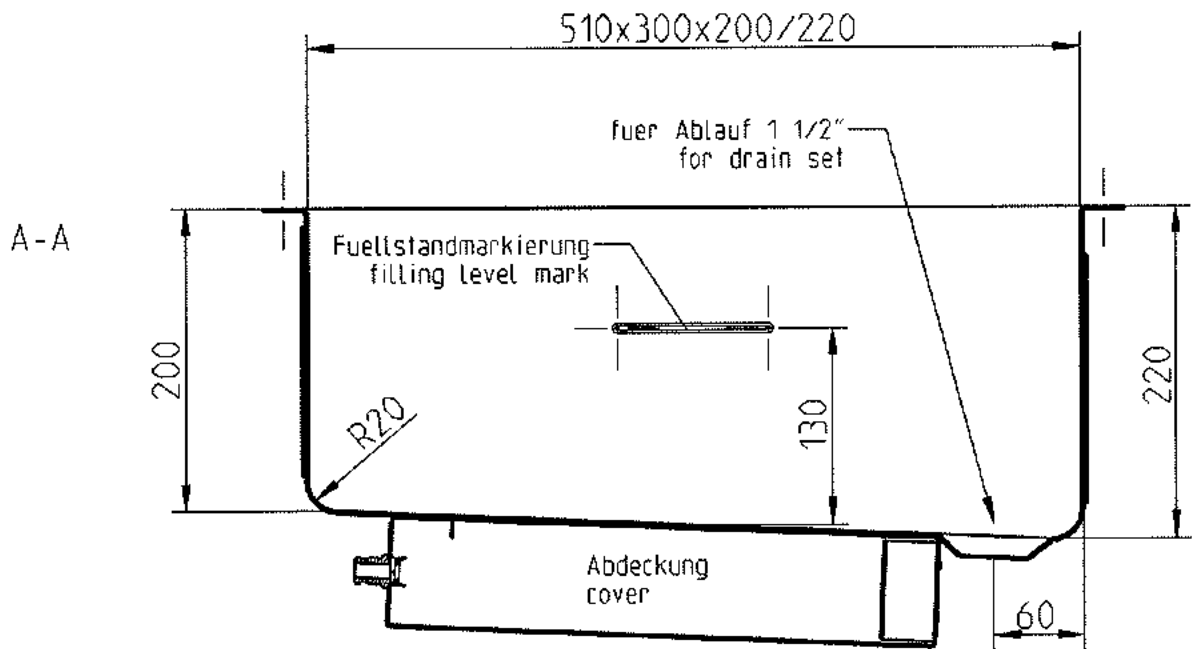 510x300x200/220
fuer Ablauf 1 1/2"
for drain set
A-A
Fuellstandmarkierung
filling level mark
200
R20
130
220
Abdeckung
cover
60